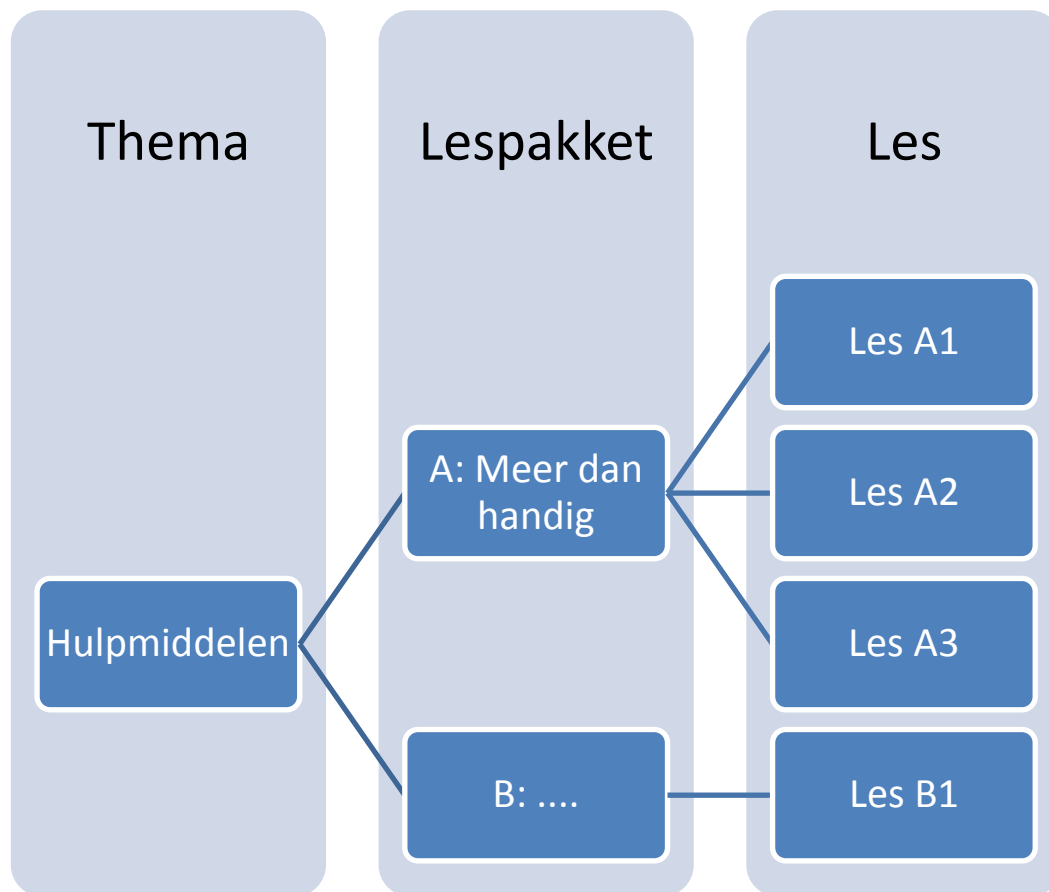 Thema
Lespakket
Les
Les A1
A: Meer dan
handig
Les A2
Hulpmiddelen
Les A3
B: ....
Les B1